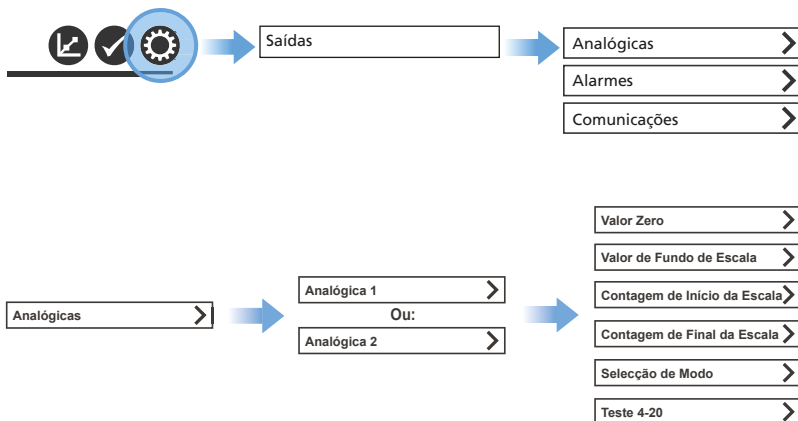 Saídas
Analógicas
Alarmes
Comunicações
Analógicas
Analógica 1
Ou:
Analógica 2
Valor Zero
Valor de Fundo de Escala
Contagem de Início da Escala
Contagem de Final da Escala
Selecção de Modo
Teste 4-20